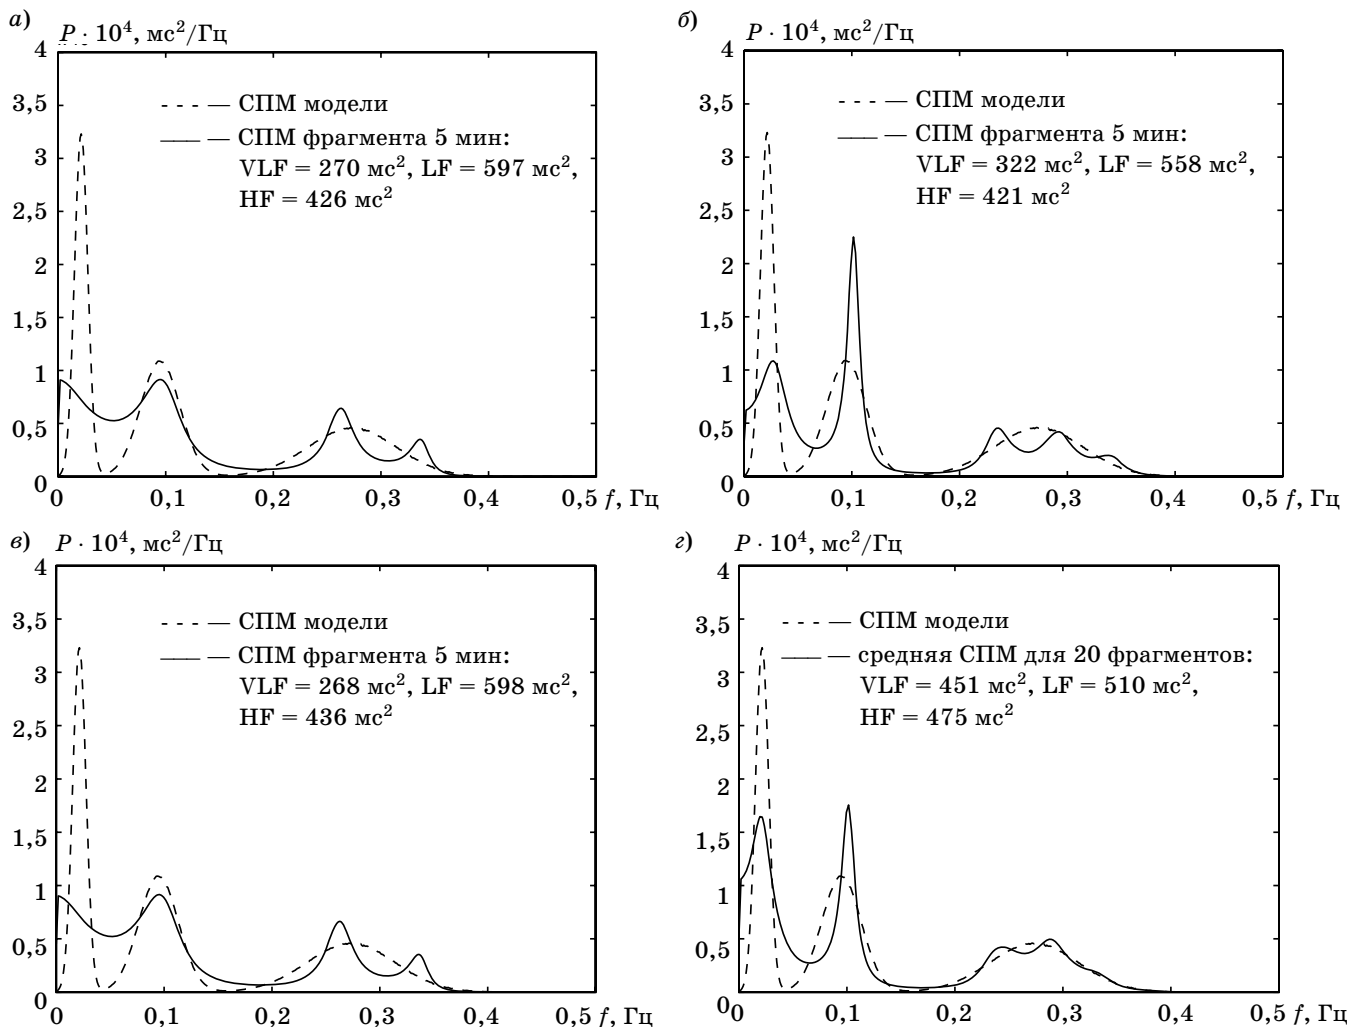 а)
P · 10⁴, мс²/Гц
4
3,5
3
2,5
2
1,5
1
0,5
0
0
0,1
0,2
0,3
0,4
0,5 f, Гц
- - - — СПМ модели
—— — СПМ фрагмента 5 мин:
VLF = 270 мс², LF = 597 мс²,
HF = 426 мс²
б)
P · 10⁴, мс²/Гц
4
3,5
3
2,5
2
1,5
1
0,5
0
0
0,1
0,2
0,3
0,4
0,5 f, Гц
- - - — СПМ модели
—— — СПМ фрагмента 5 мин:
VLF = 322 мс², LF = 558 мс²,
HF = 421 мс²
в)
P · 10⁴, мс²/Гц
4
3,5
3
2,5
2
1,5
1
0,5
0
0
0,1
0,2
0,3
0,4
0,5 f, Гц
- - - — СПМ модели
—— — СПМ фрагмента 5 мин:
VLF = 268 мс², LF = 598 мс²,
HF = 436 мс²
г)
P · 10⁴, мс²/Гц
4
3,5
3
2,5
2
1,5
1
0,5
0
0
0,1
0,2
0,3
0,4
0,5 f, Гц
- - - — СПМ модели
—— — средняя СПМ для 20 фрагментов:
VLF = 451 мс², LF = 510 мс²,
HF = 475 мс²